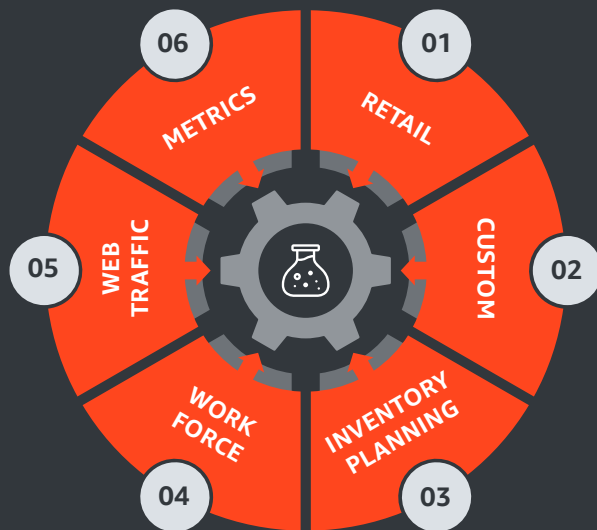 01
RETAIL
02
CUSTOM
03
INVENTORY
PLANNING
04
WORK
FORCE
05
WEB
TRAFFIC
06
METRICS